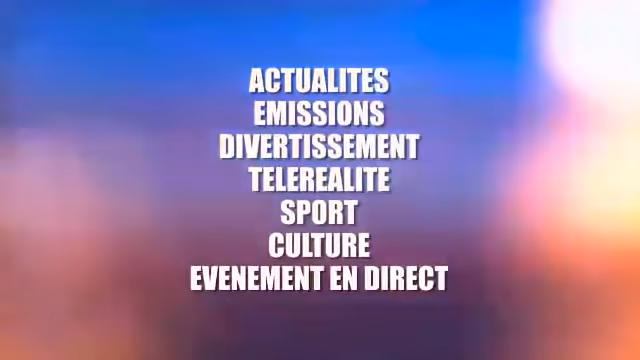 ACTUALITES
EMISSIONS
DIVERTISSEMENT
TELEREALITE
SPORT
CULTURE
EVENEMENT EN DIRECT